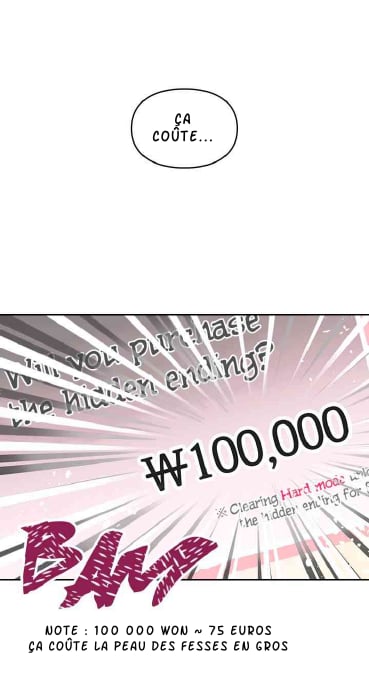 ÇA
COÛTE...
Will you purchase
the hidden ending?
₩100,000
※ Clearing Hard mode
the hidden ending for
BAM
NOTE : 100 000 WON ~ 75 EUROS
ÇA COÛTE LA PEAU DES FESSES EN GROS